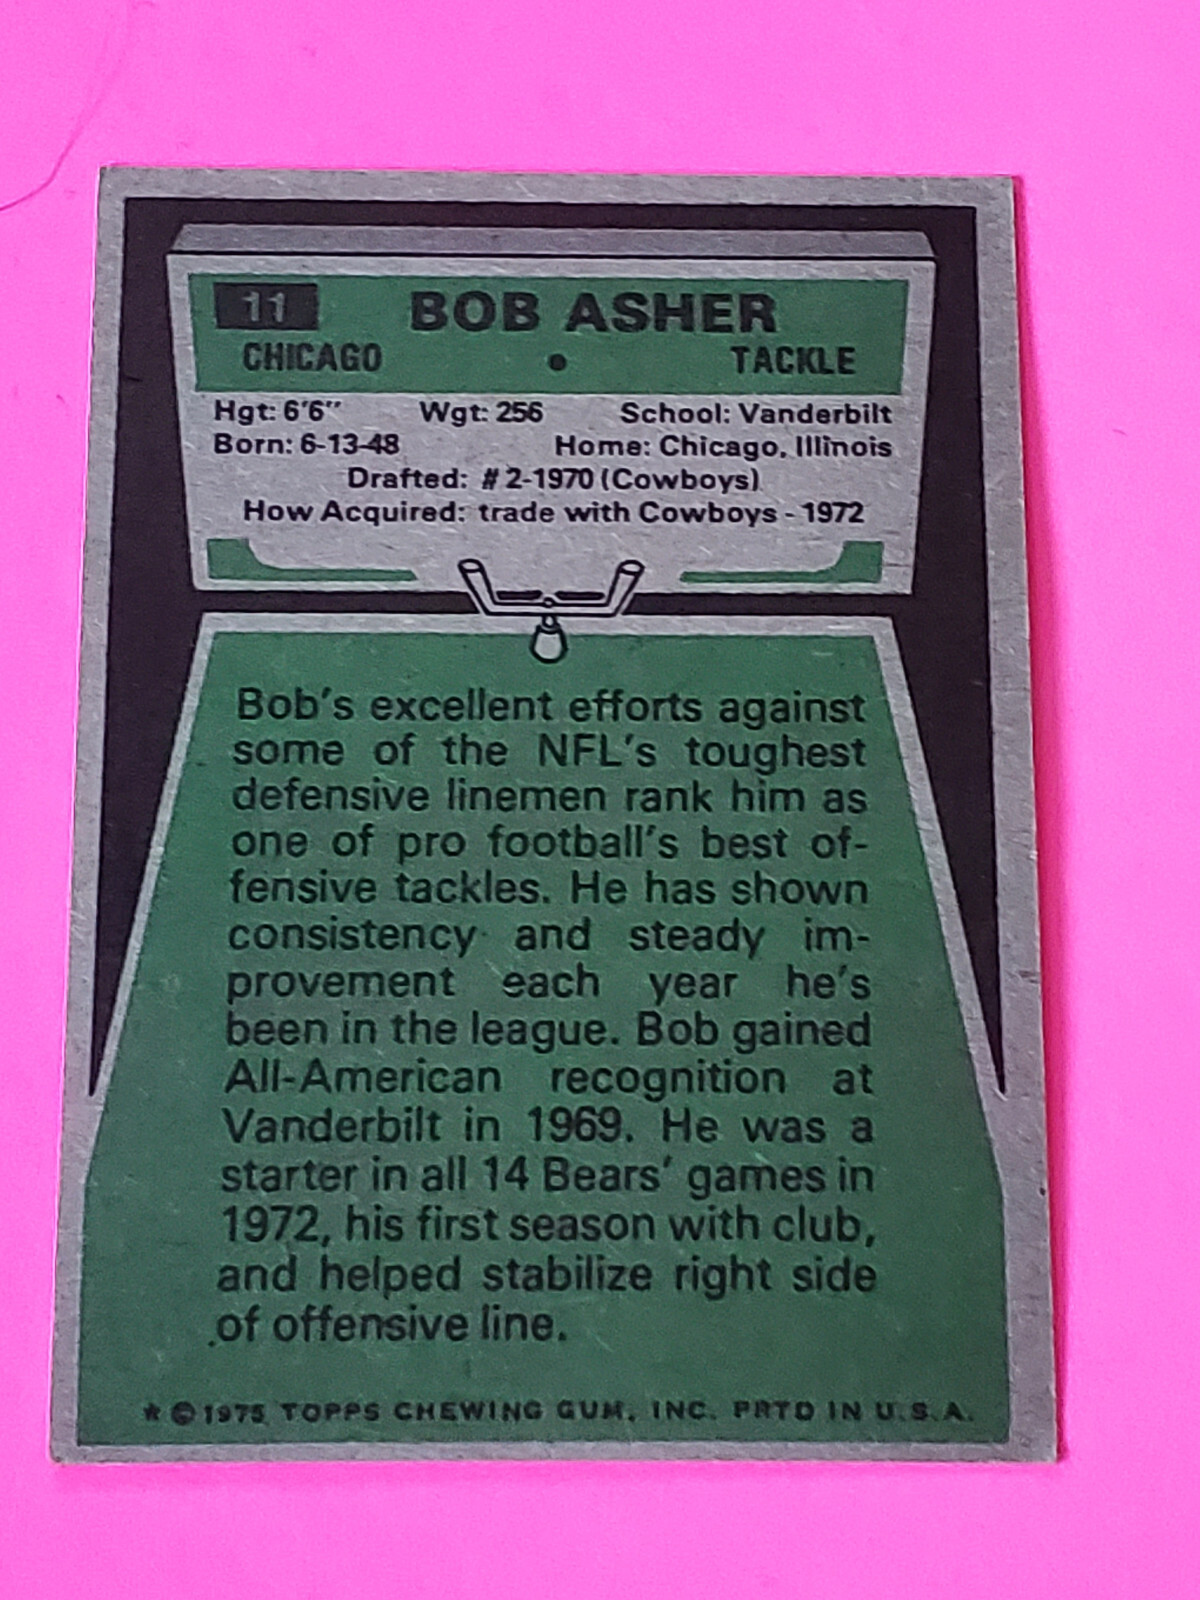 11 BOB ASHER
CHICAGO • TACKLE
Hgt: 6'6" Wgt: 256 School: Vanderbilt
Born: 6-13-48 Home: Chicago, Illinois
Drafted: #2-1970 (Cowboys)
How Acquired: trade with Cowboys - 1972
Bob's excellent efforts against
some of the NFL's toughest
defensive linemen rank him as
one of pro football's best of-
fensive tackles. He has shown
consistency and steady im-
provement each year he's
been in the league. Bob gained
All-American recognition at
Vanderbilt in 1969. He was a
starter in all 14 Bears' games in
1972, his first season with club,
and helped stabilize right side
of offensive line.
* © 1975 TOPPS CHEWING GUM, INC. PRTD IN U.S.A.